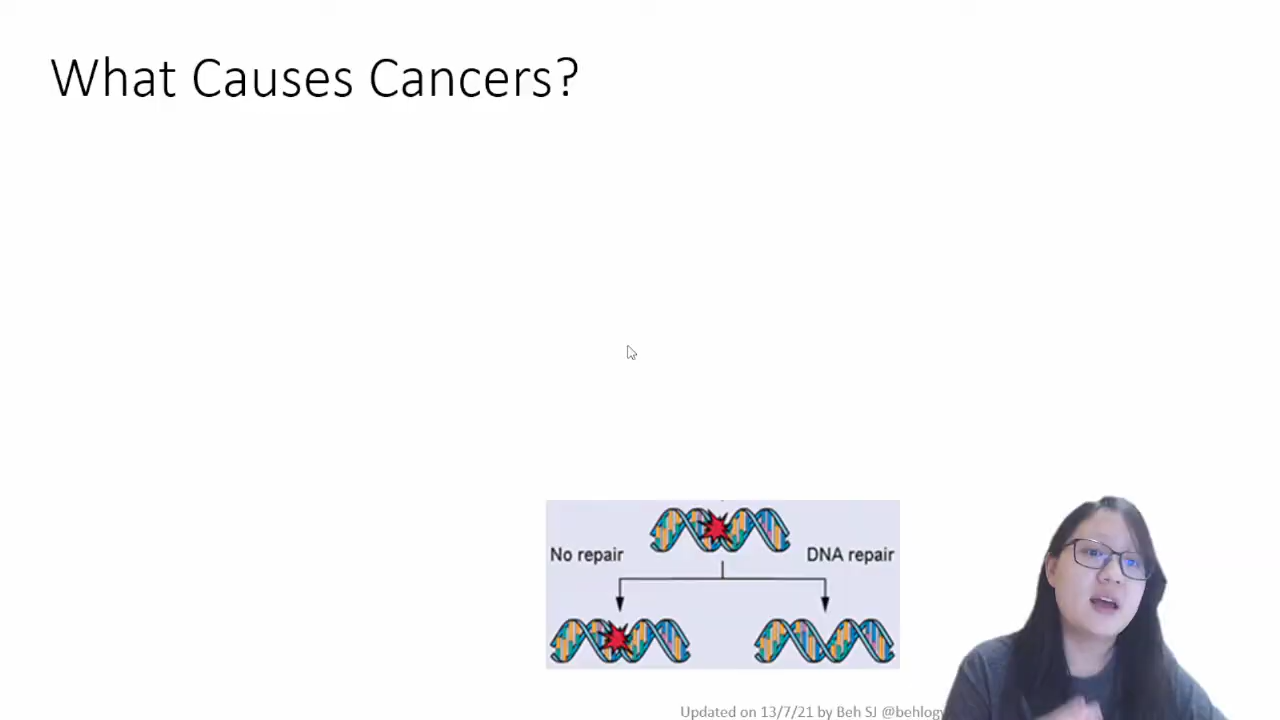 What Causes Cancers?
No repair
DNA repair
Updated on 13/7/21 by Beh SJ @behlogy